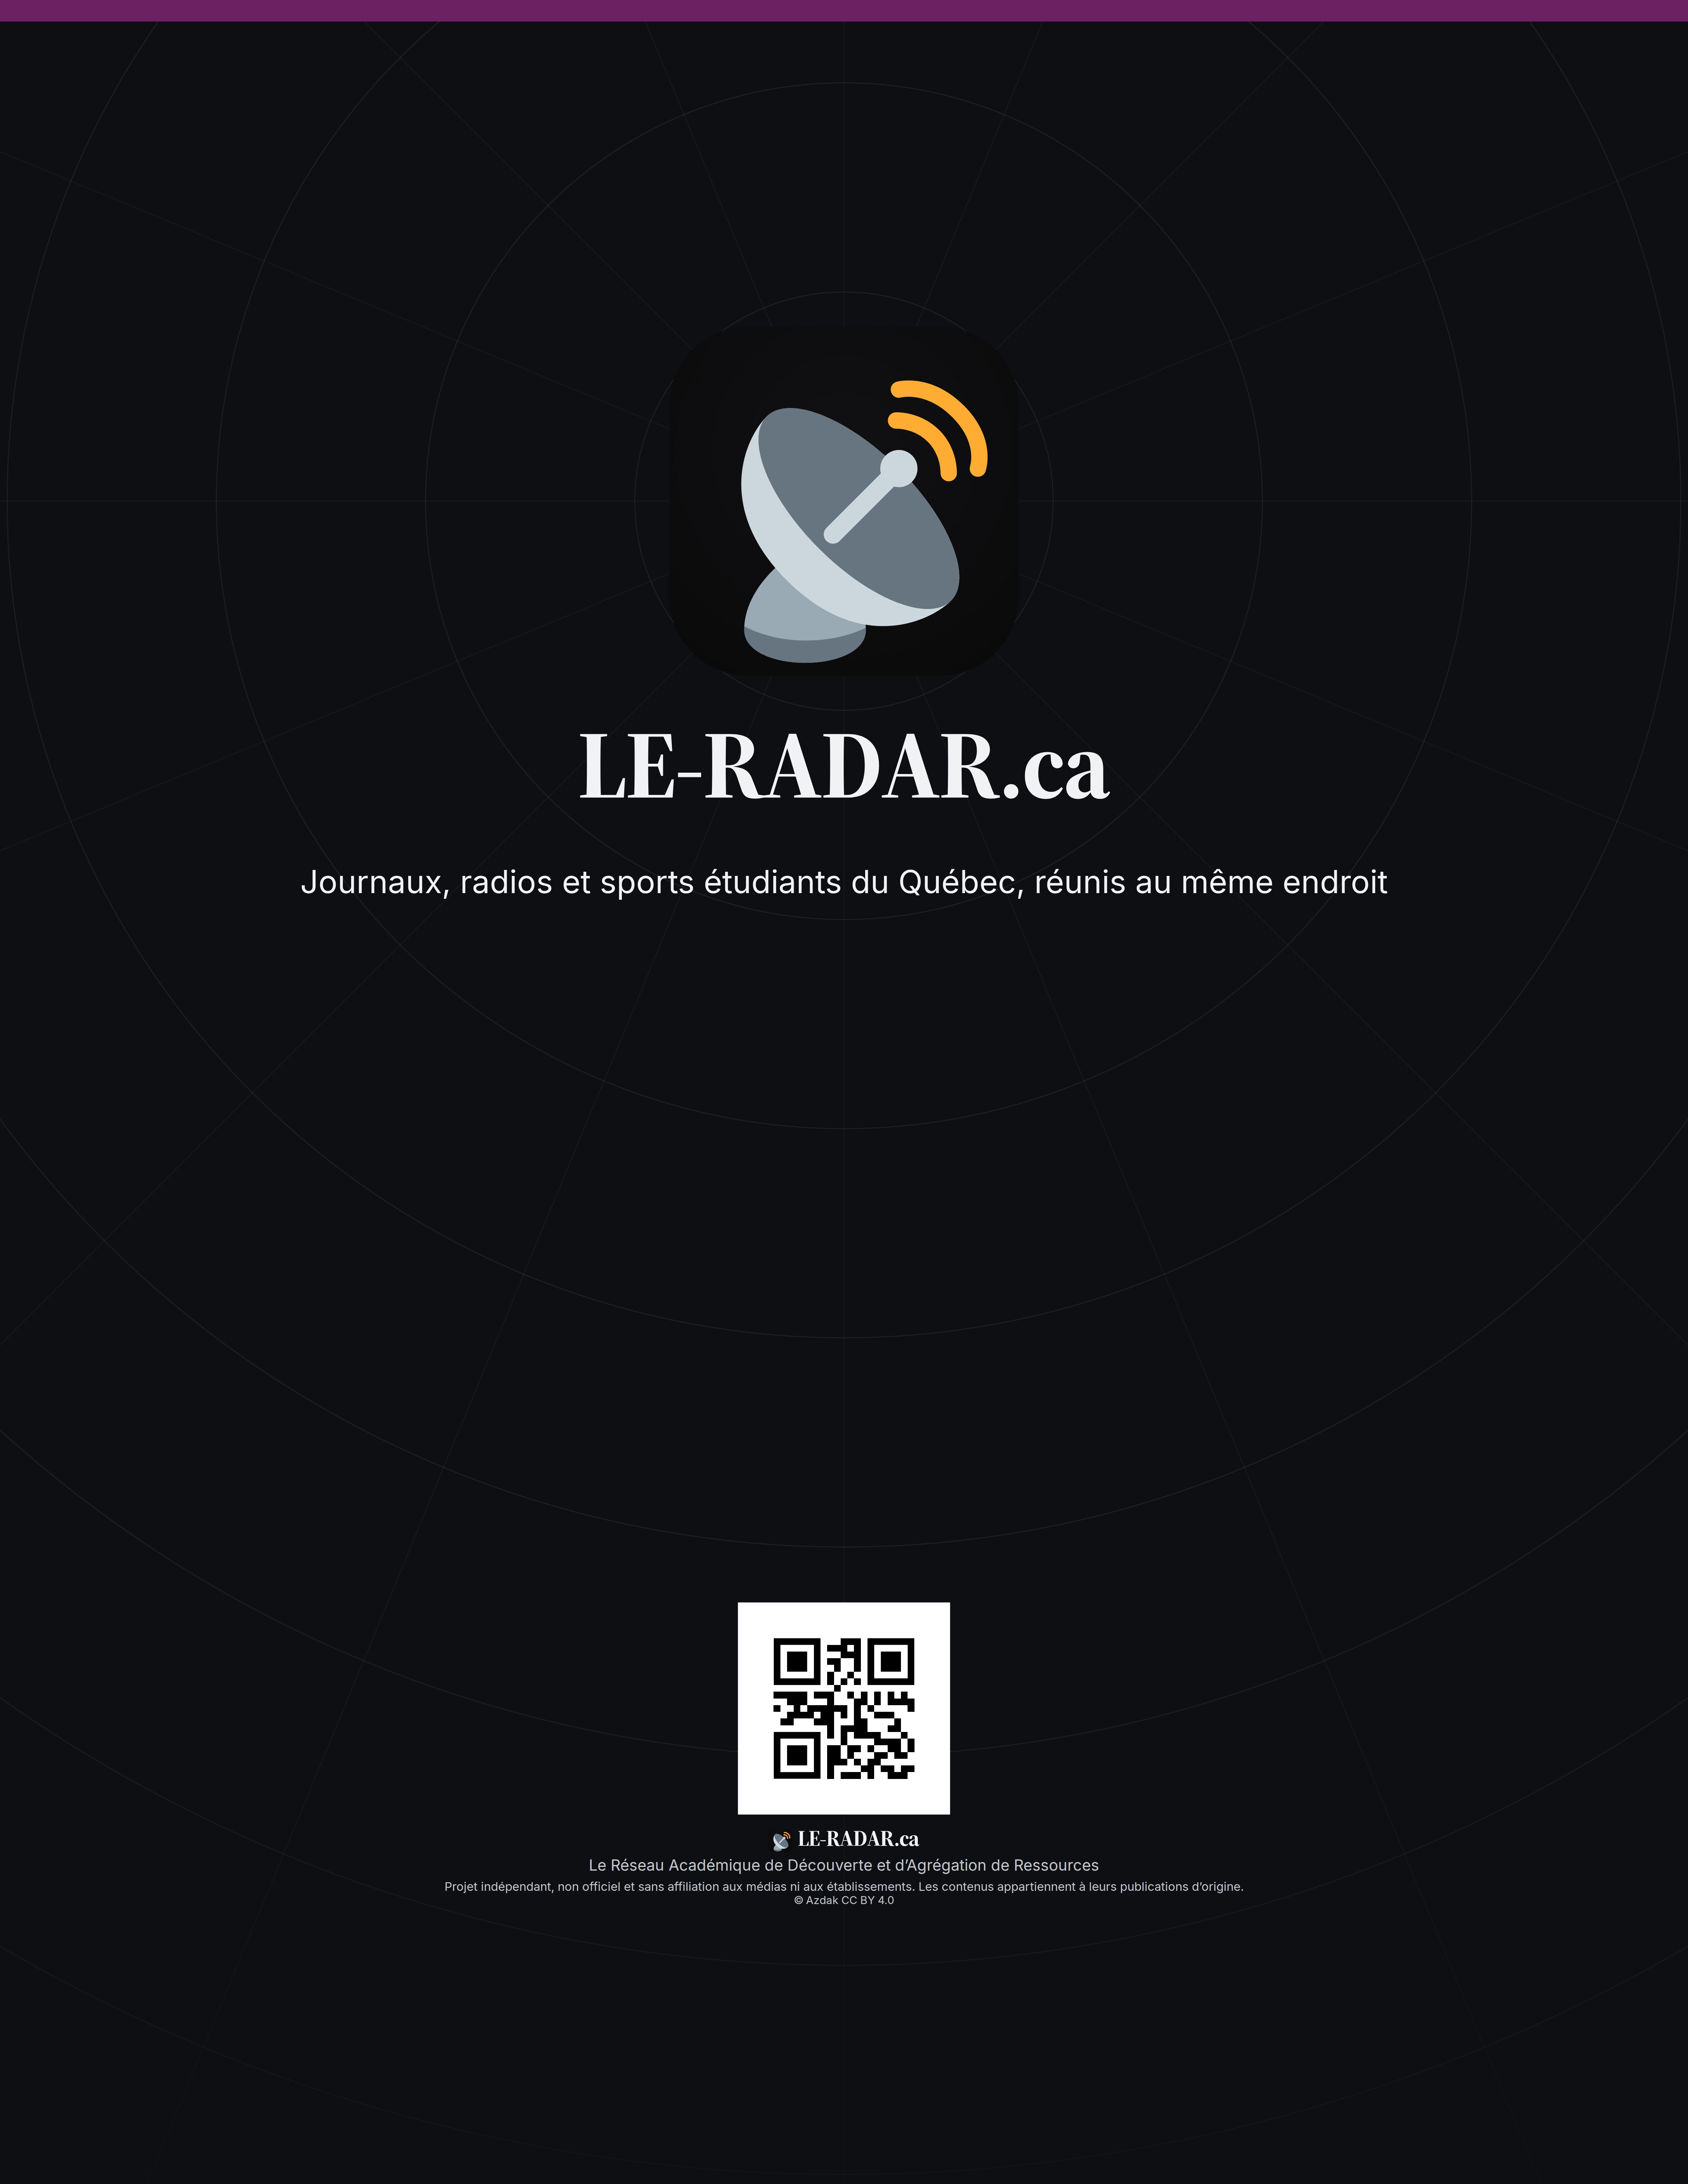 LE-RADAR.ca
Journaux, radios et sports étudiants du Québec, réunis au même endroit
LE-RADAR.ca
Le Réseau Académique de Découverte et d’Agrégation de Ressources
Projet indépendant, non officiel et sans affiliation aux médias ni aux établissements. Les contenus appartiennent à leurs publications d’origine.
© Azdak CC BY 4.0